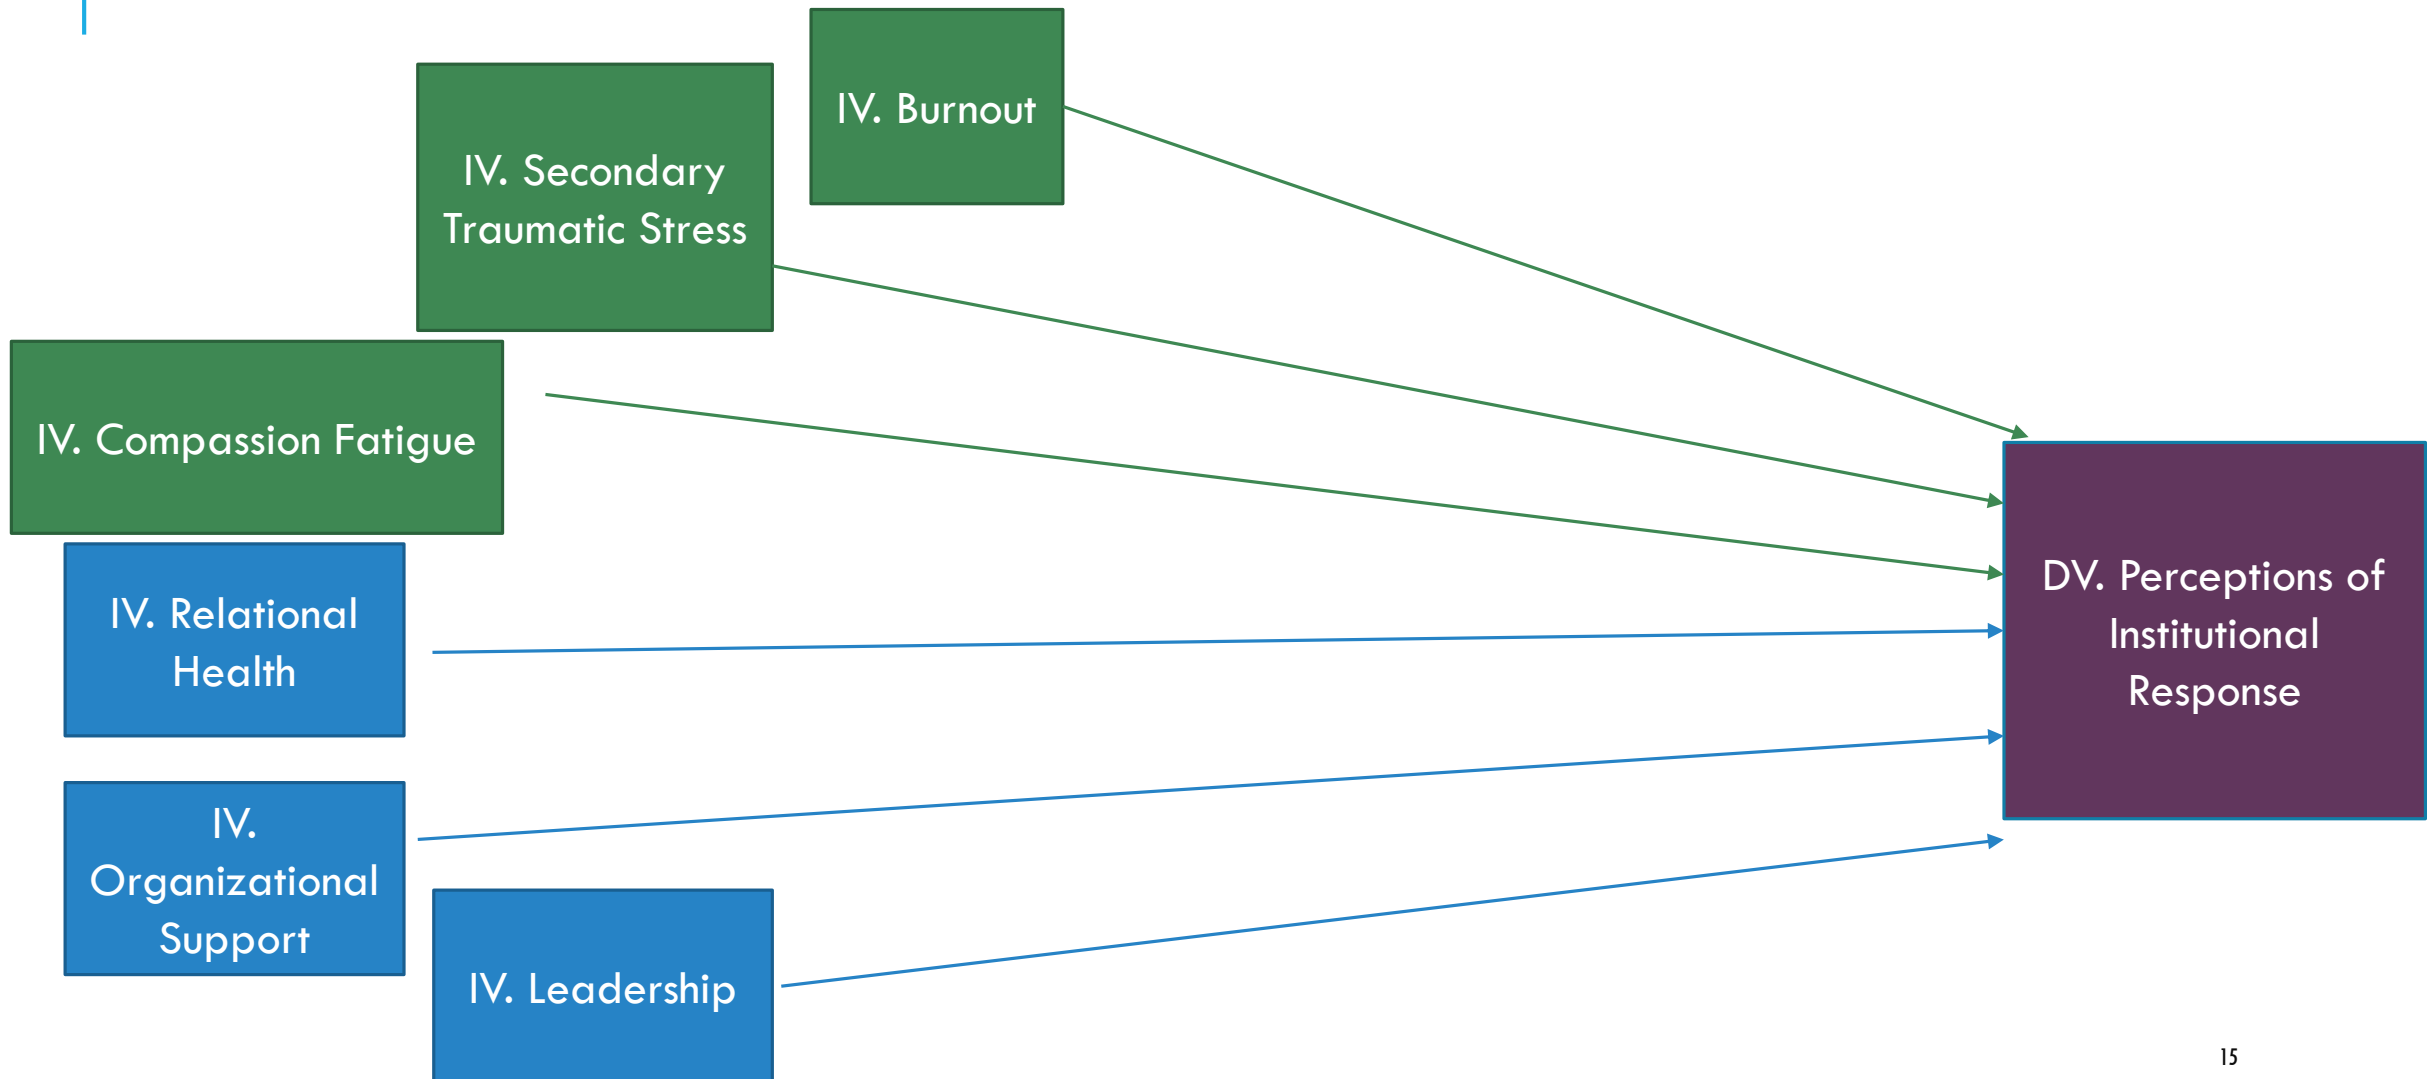 IV. Burnout
IV. Secondary
Traumatic Stress
IV. Compassion Fatigue
IV. Relational
Health
IV.
Organizational
Support
IV. Leadership
DV. Perceptions of
Institutional
Response
15